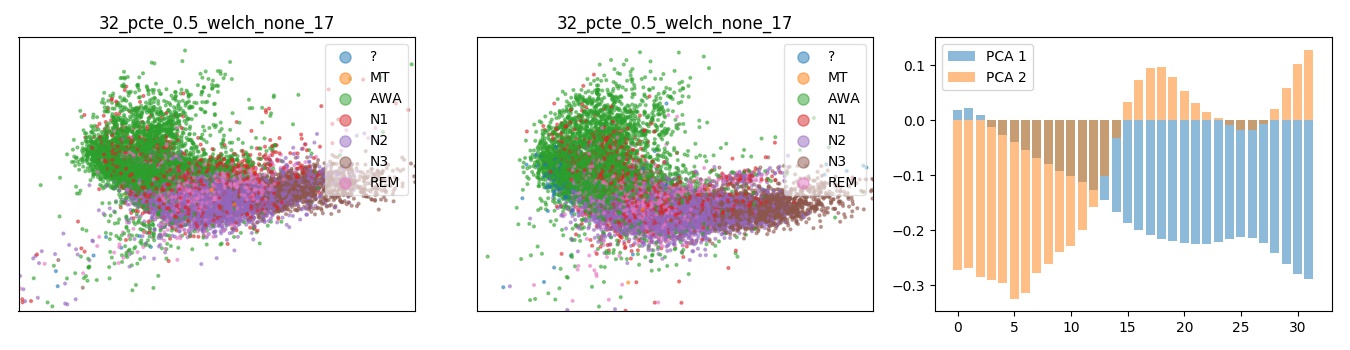 32_pcte_0.5_welch_none_17
?
MT
AWA
N1
N2
N3
REM
32_pcte_0.5_welch_none_17
?
MT
AWA
N1
N2
N3
REM
PCA 1
PCA 2
0.1
0.0
−0.1
−0.2
−0.3
0 5 10 15 20 25 30